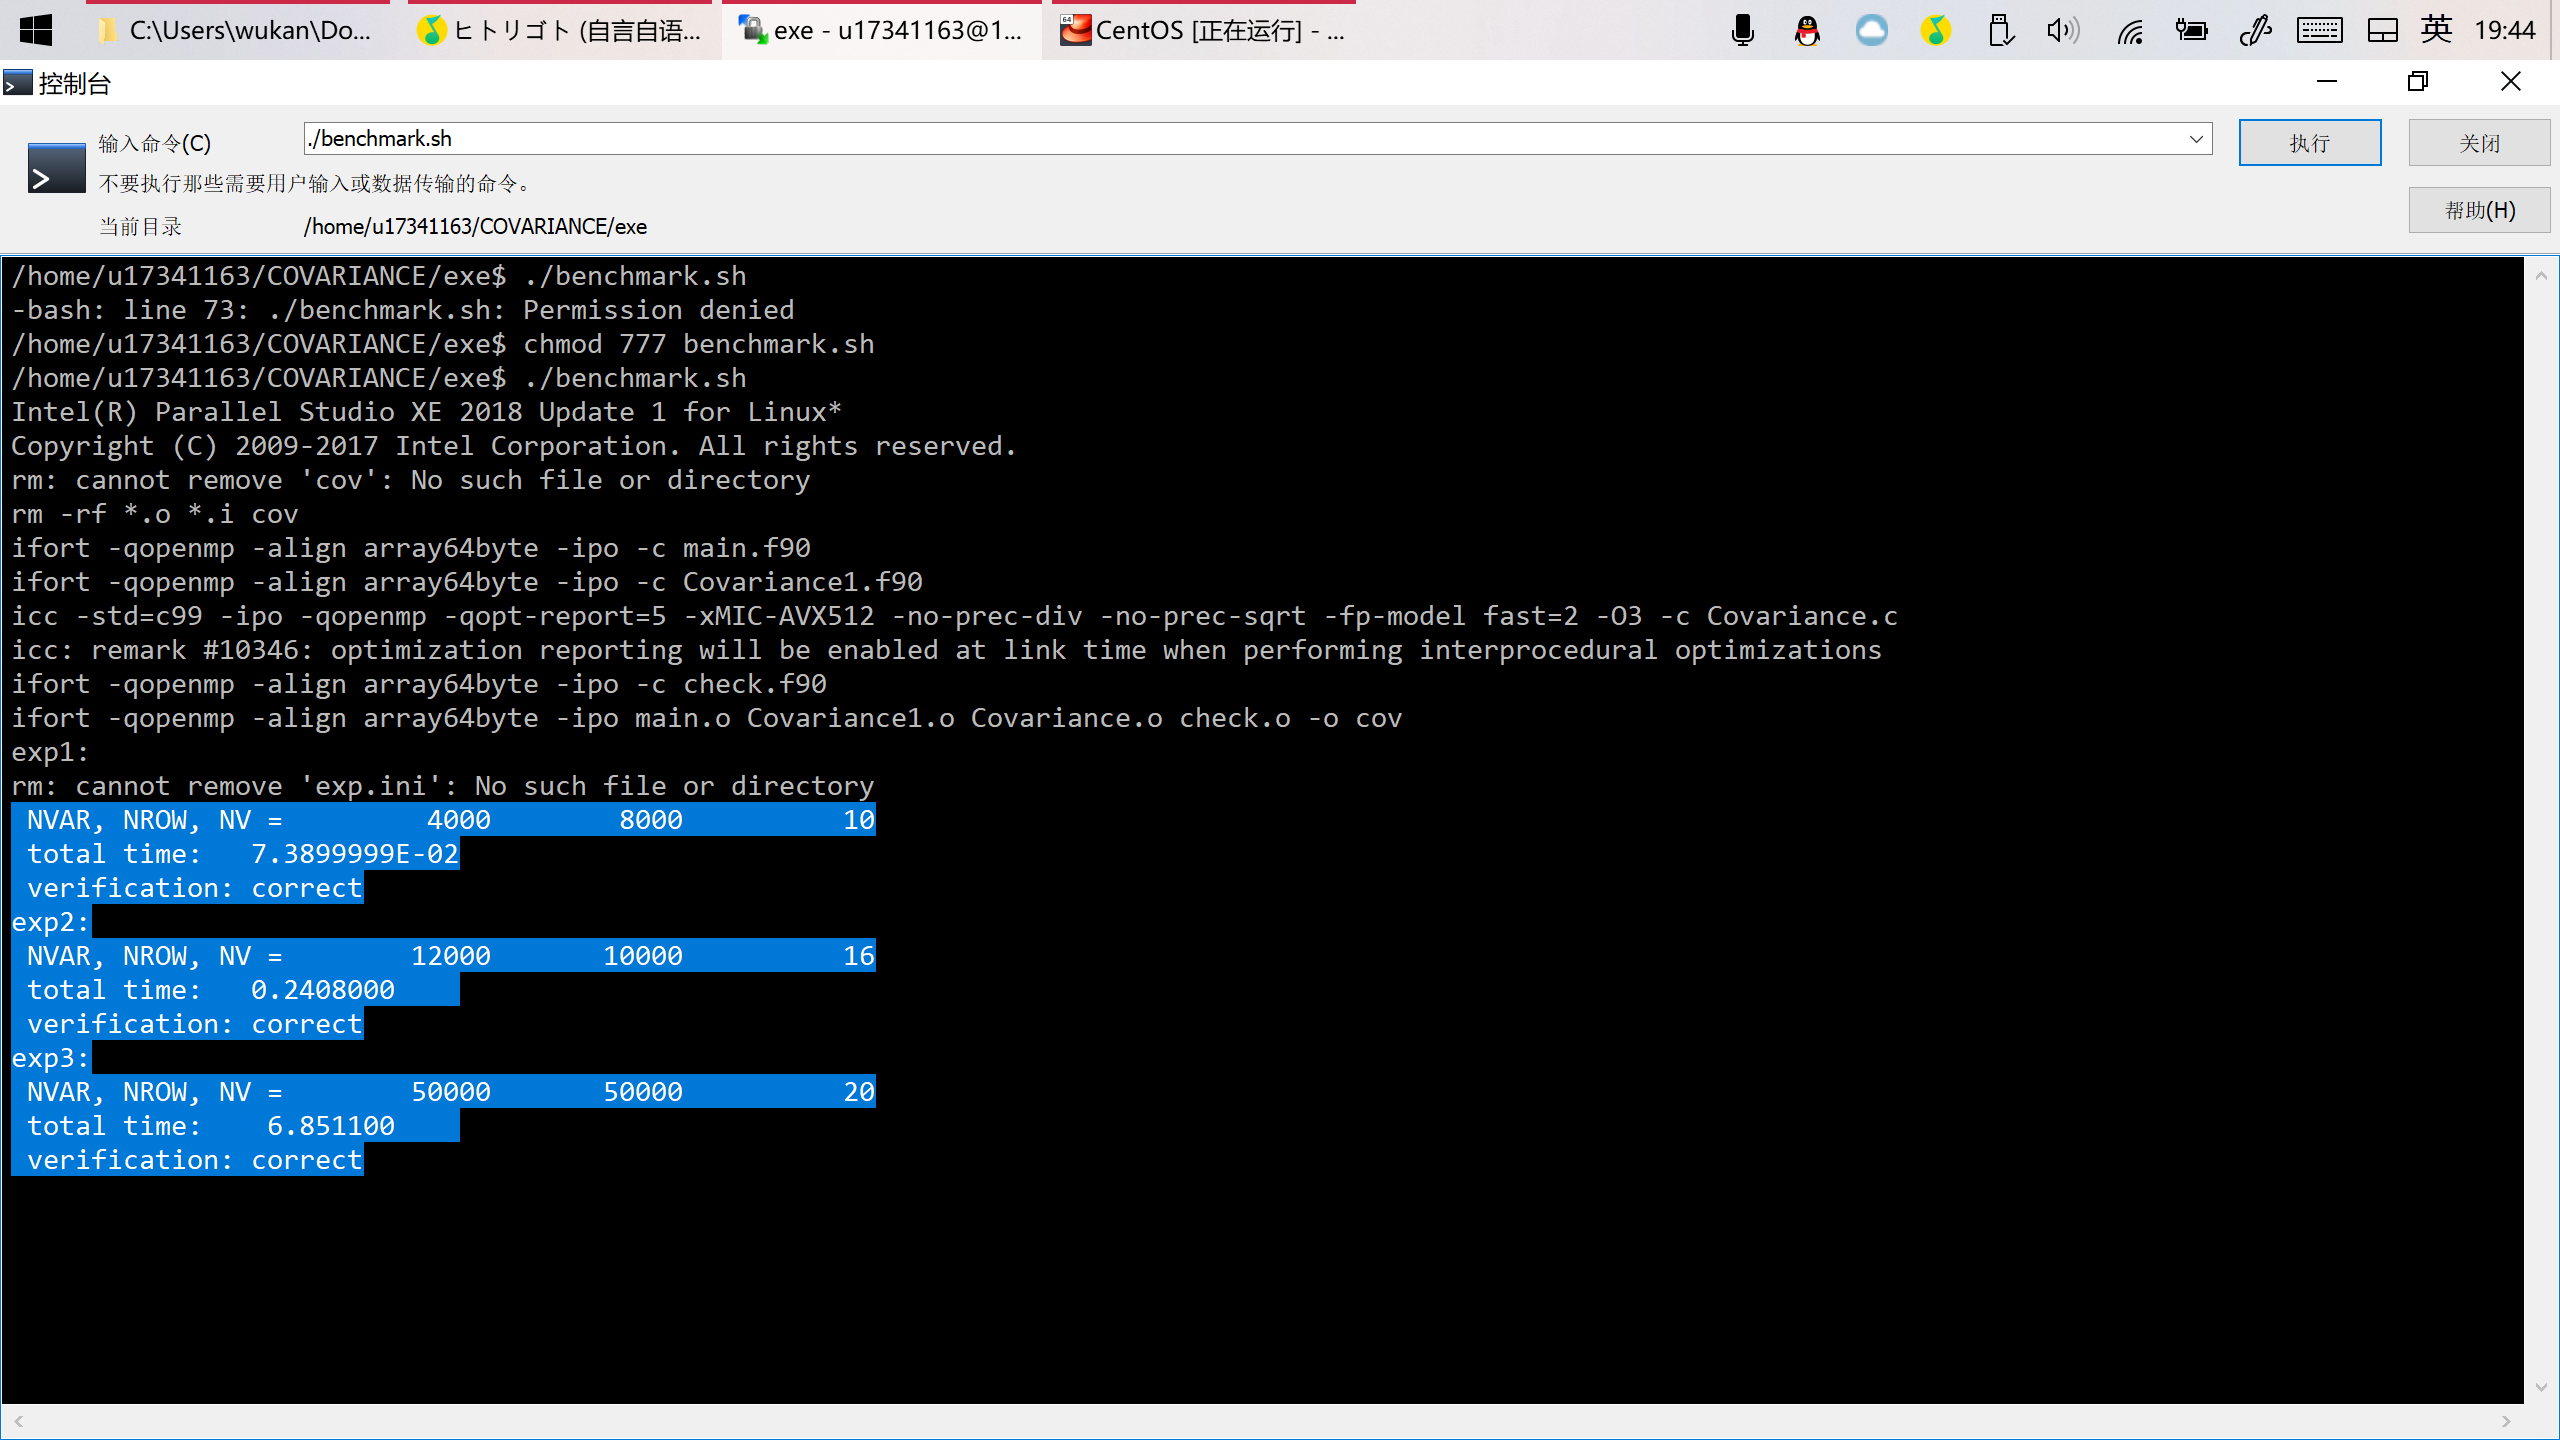 C:\Users\wukan\Do...
ヒトリゴト (自言自语...
exe - u17341163@1...
CentOS [正在运行] - ...
英
19:44
控制台
输入命令(C)
./benchmark.sh
执行
关闭
不要执行那些需要用户输入或数据传输的命令。
帮助(H)
当前目录
/home/u17341163/COVARIANCE/exe
/home/u17341163/COVARIANCE/exe$ ./benchmark.sh
-bash: line 73: ./benchmark.sh: Permission denied
/home/u17341163/COVARIANCE/exe$ chmod 777 benchmark.sh
/home/u17341163/COVARIANCE/exe$ ./benchmark.sh
Intel(R) Parallel Studio XE 2018 Update 1 for Linux*
Copyright (C) 2009-2017 Intel Corporation. All rights reserved.
rm: cannot remove 'cov': No such file or directory
rm -rf *.o *.i cov
ifort -qopenmp -align array64byte -ipo -c main.f90
ifort -qopenmp -align array64byte -ipo -c Covariance1.f90
icc -std=c99 -ipo -qopenmp -qopt-report=5 -xMIC-AVX512 -no-prec-div -no-prec-sqrt -fp-model fast=2 -O3 -c Covariance.c
icc: remark #10346: optimization reporting will be enabled at link time when performing interprocedural optimizations
ifort -qopenmp -align array64byte -ipo -c check.f90
ifort -qopenmp -align array64byte -ipo main.o Covariance1.o Covariance.o check.o -o cov
exp1:
rm: cannot remove 'exp.ini': No such file or directory
NVAR, NROW, NV = 4000 8000 10
total time: 7.3899999E-02
verification: correct
exp2:
NVAR, NROW, NV = 12000 10000 16
total time: 0.2408000
verification: correct
exp3:
NVAR, NROW, NV = 50000 50000 20
total time: 6.851100
verification: correct